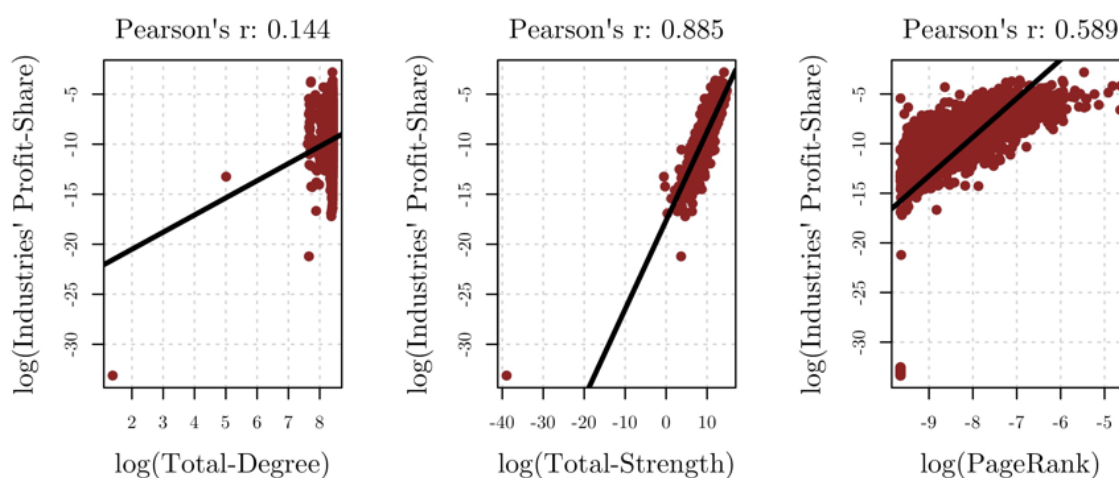 Pearson's r: 0.144
log(Industries' Profit-Share)
-5
-10
-15
-20
-25
-30
2 3 4 5 6 7 8
log(Total-Degree)
Pearson's r: 0.885
log(Industries' Profit-Share)
-5
-10
-15
-20
-25
-30
-40 -30 -20 -10 0 10
log(Total-Strength)
Pearson's r: 0.589
log(Industries' Profit-Share)
-5
-10
-15
-20
-25
-30
-9 -8 -7 -6 -5
log(PageRank)